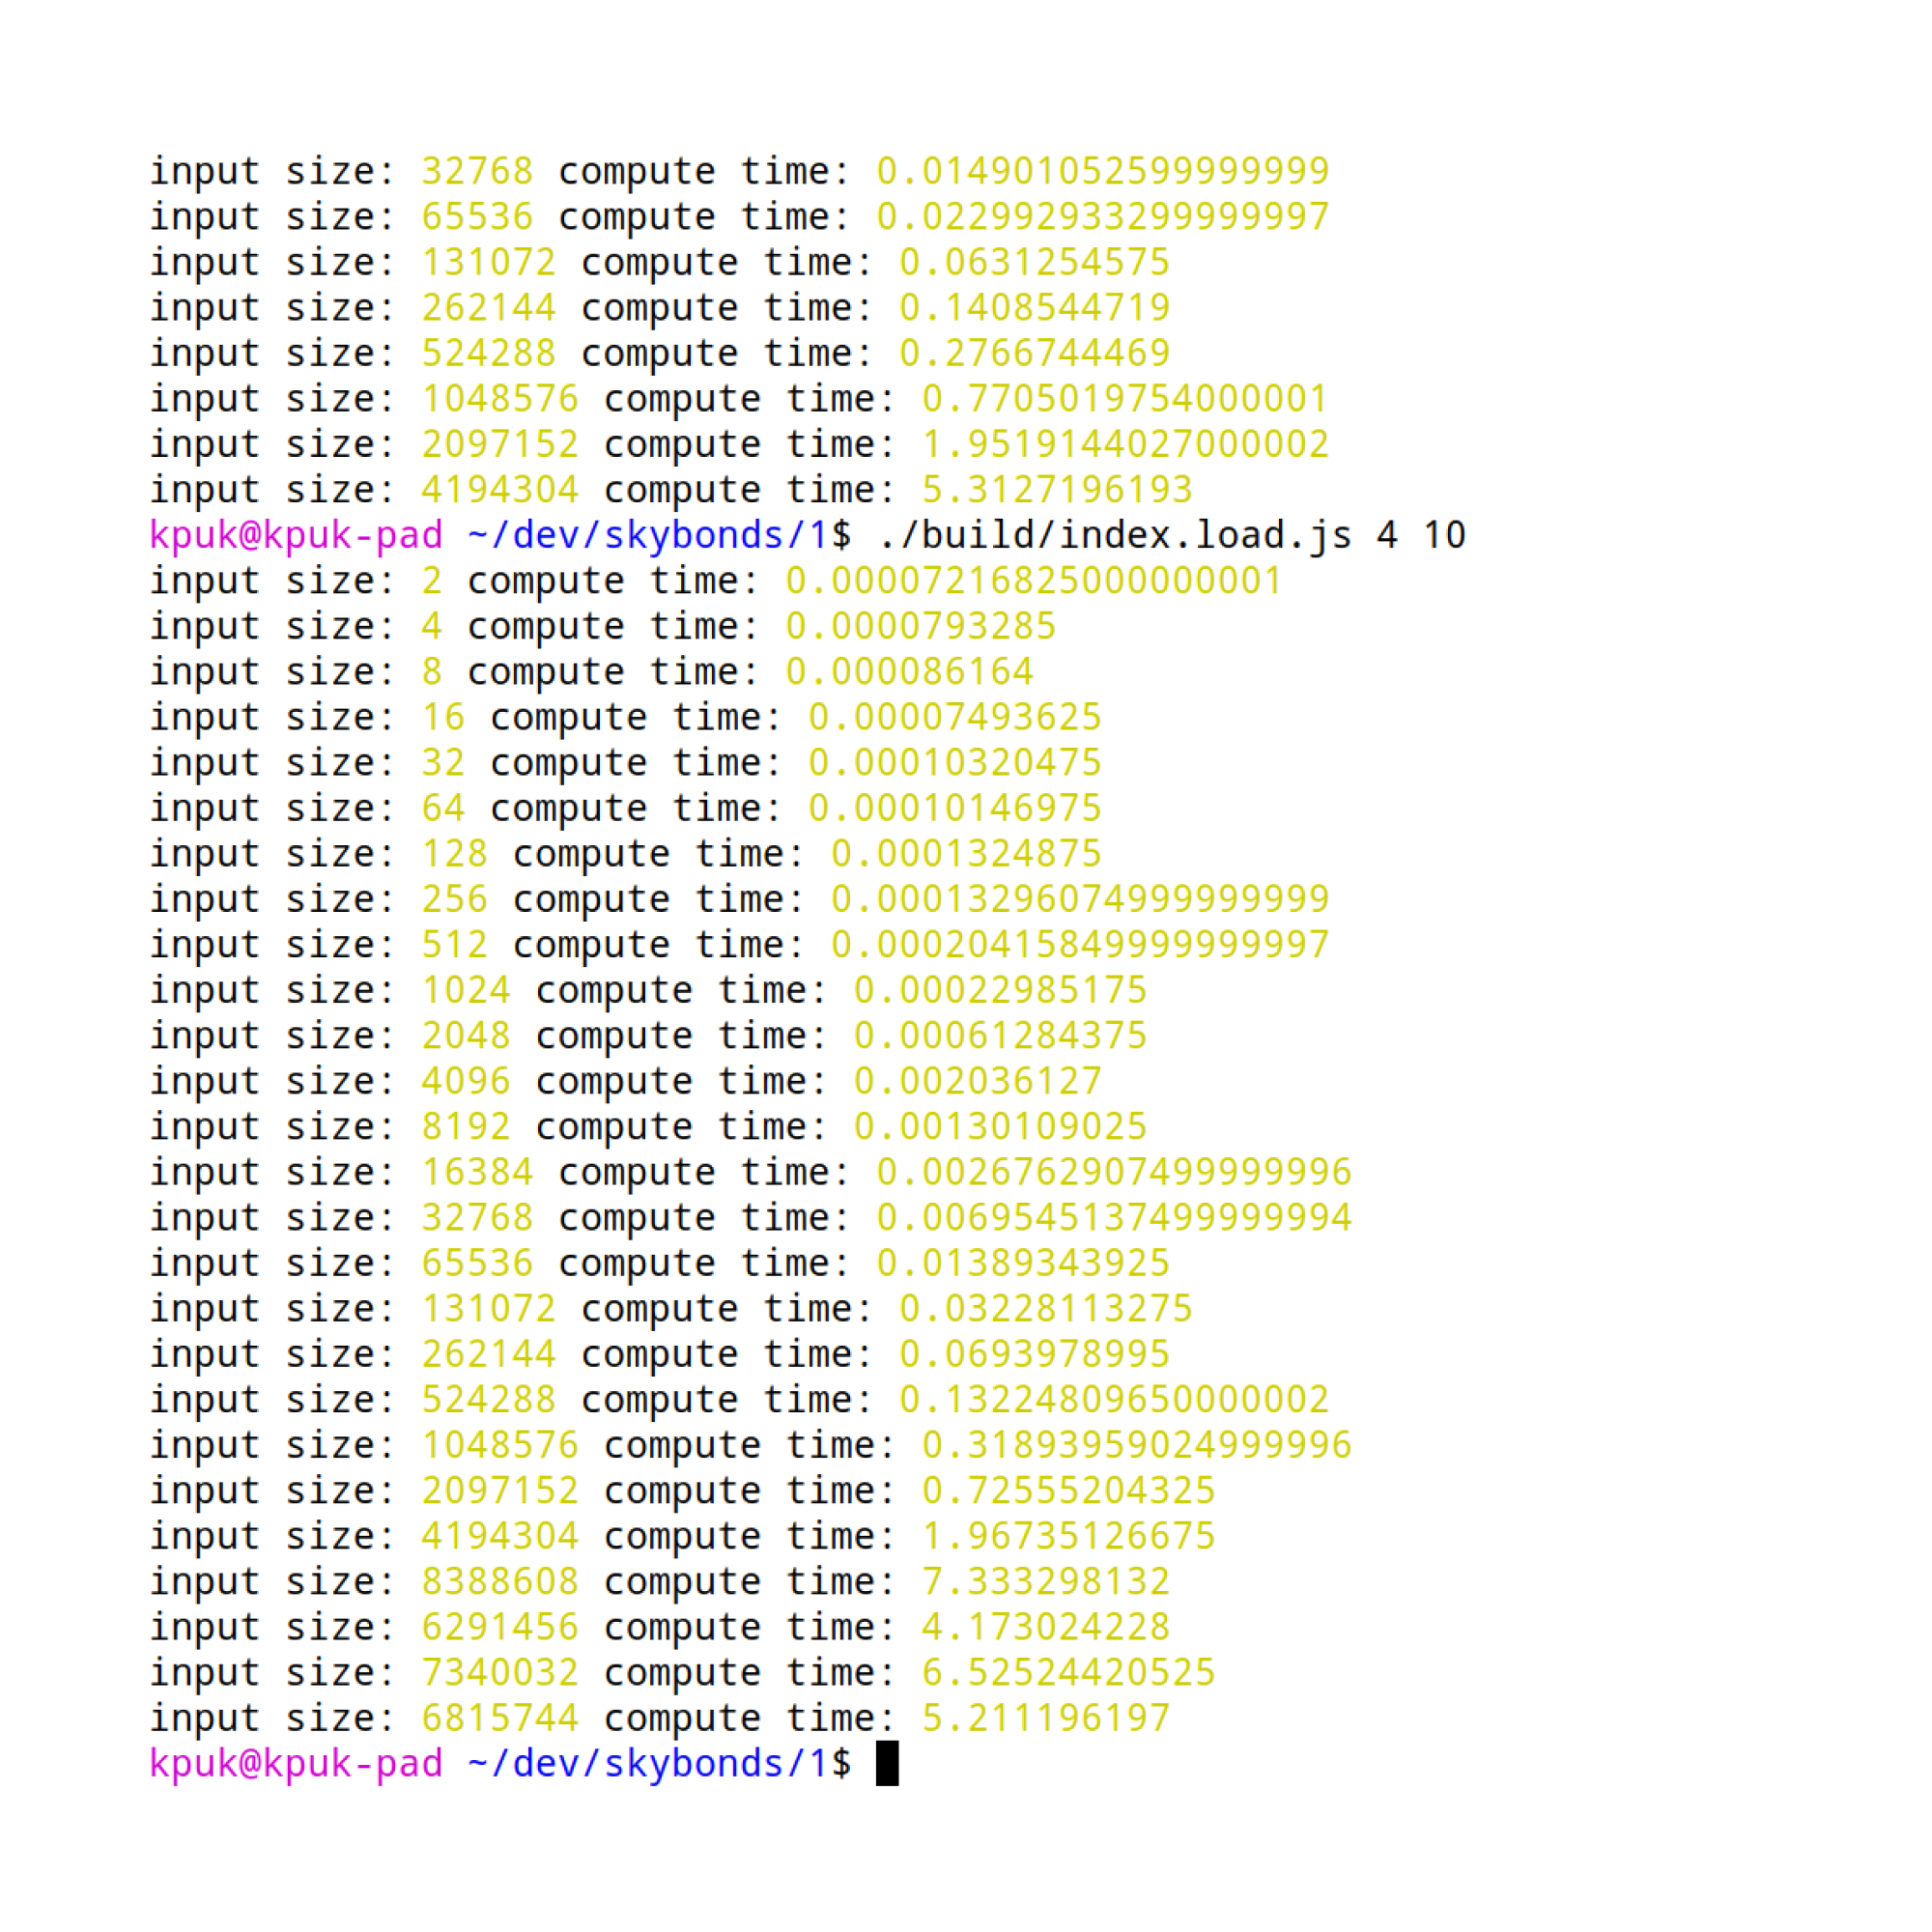 input size: 32768 compute time: 0.014901052599999999
input size: 65536 compute time: 0.022992933299999997
input size: 131072 compute time: 0.0631254575
input size: 262144 compute time: 0.1408544719
input size: 524288 compute time: 0.2766744469
input size: 1048576 compute time: 0.7705019754000001
input size: 2097152 compute time: 1.9519144027000002
input size: 4194304 compute time: 5.3127196193
kpuk@kpuk-pad ~/dev/skybonds/1$ ./build/index.load.js 4 10
input size: 2 compute time: 0.00007216825000000001
input size: 4 compute time: 0.0000793285
input size: 8 compute time: 0.000086164
input size: 16 compute time: 0.00007493625
input size: 32 compute time: 0.00010320475
input size: 64 compute time: 0.00010146975
input size: 128 compute time: 0.0001324875
input size: 256 compute time: 0.00013296074999999999
input size: 512 compute time: 0.00020415849999999997
input size: 1024 compute time: 0.00022985175
input size: 2048 compute time: 0.00061284375
input size: 4096 compute time: 0.002036127
input size: 8192 compute time: 0.00130109025
input size: 16384 compute time: 0.0026762907499999996
input size: 32768 compute time: 0.0069545137499999994
input size: 65536 compute time: 0.01389343925
input size: 131072 compute time: 0.03228113275
input size: 262144 compute time: 0.0693978995
input size: 524288 compute time: 0.13224809650000002
input size: 1048576 compute time: 0.31893959024999996
input size: 2097152 compute time: 0.72555204325
input size: 4194304 compute time: 1.96735126675
input size: 8388608 compute time: 7.333298132
input size: 6291456 compute time: 4.173024228
input size: 7340032 compute time: 6.52524420525
input size: 6815744 compute time: 5.211196197
kpuk@kpuk-pad ~/dev/skybonds/1$